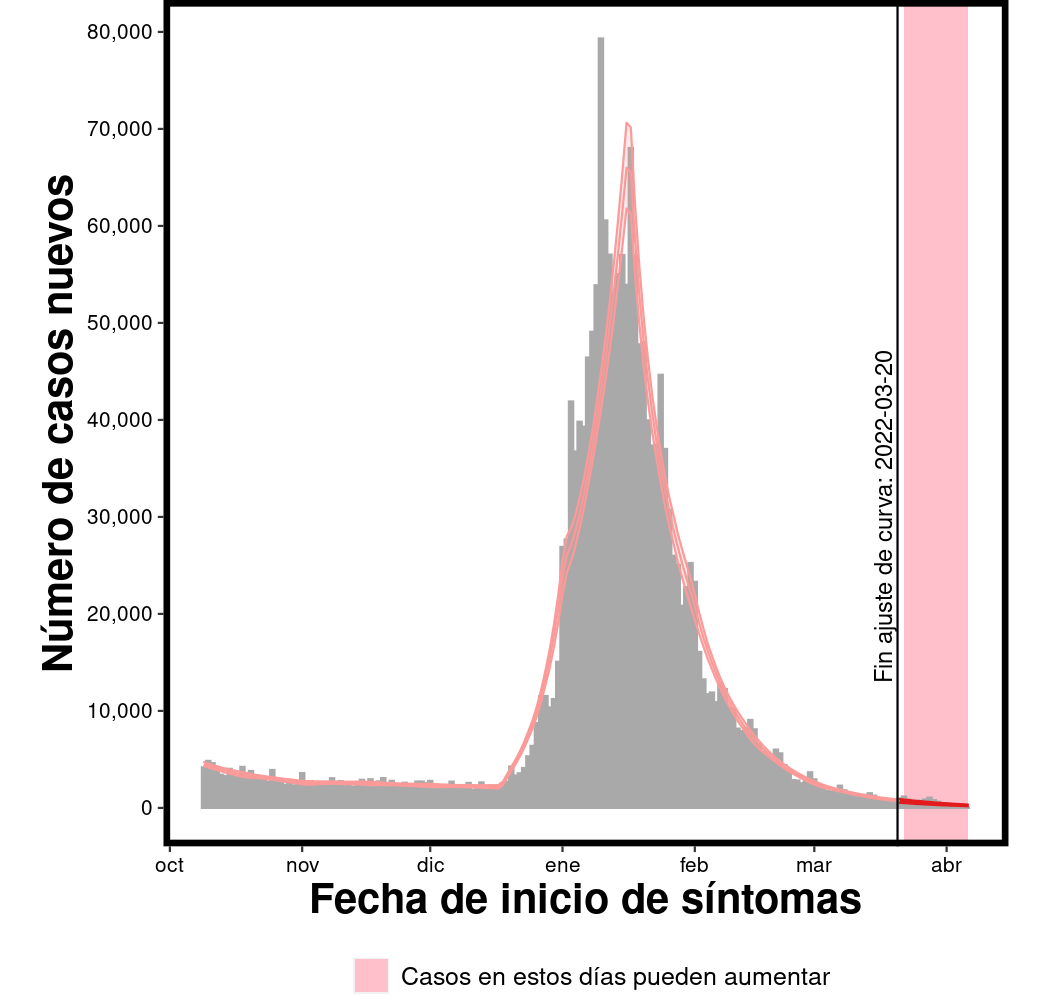 80,000
70,000
60,000
50,000
40,000
30,000
20,000
10,000
0
Número de casos nuevos
Fin ajuste de curva: 2022-03-20
oct nov dic ene feb mar abr
Fecha de inicio de síntomas
Casos en estos días pueden aumentar